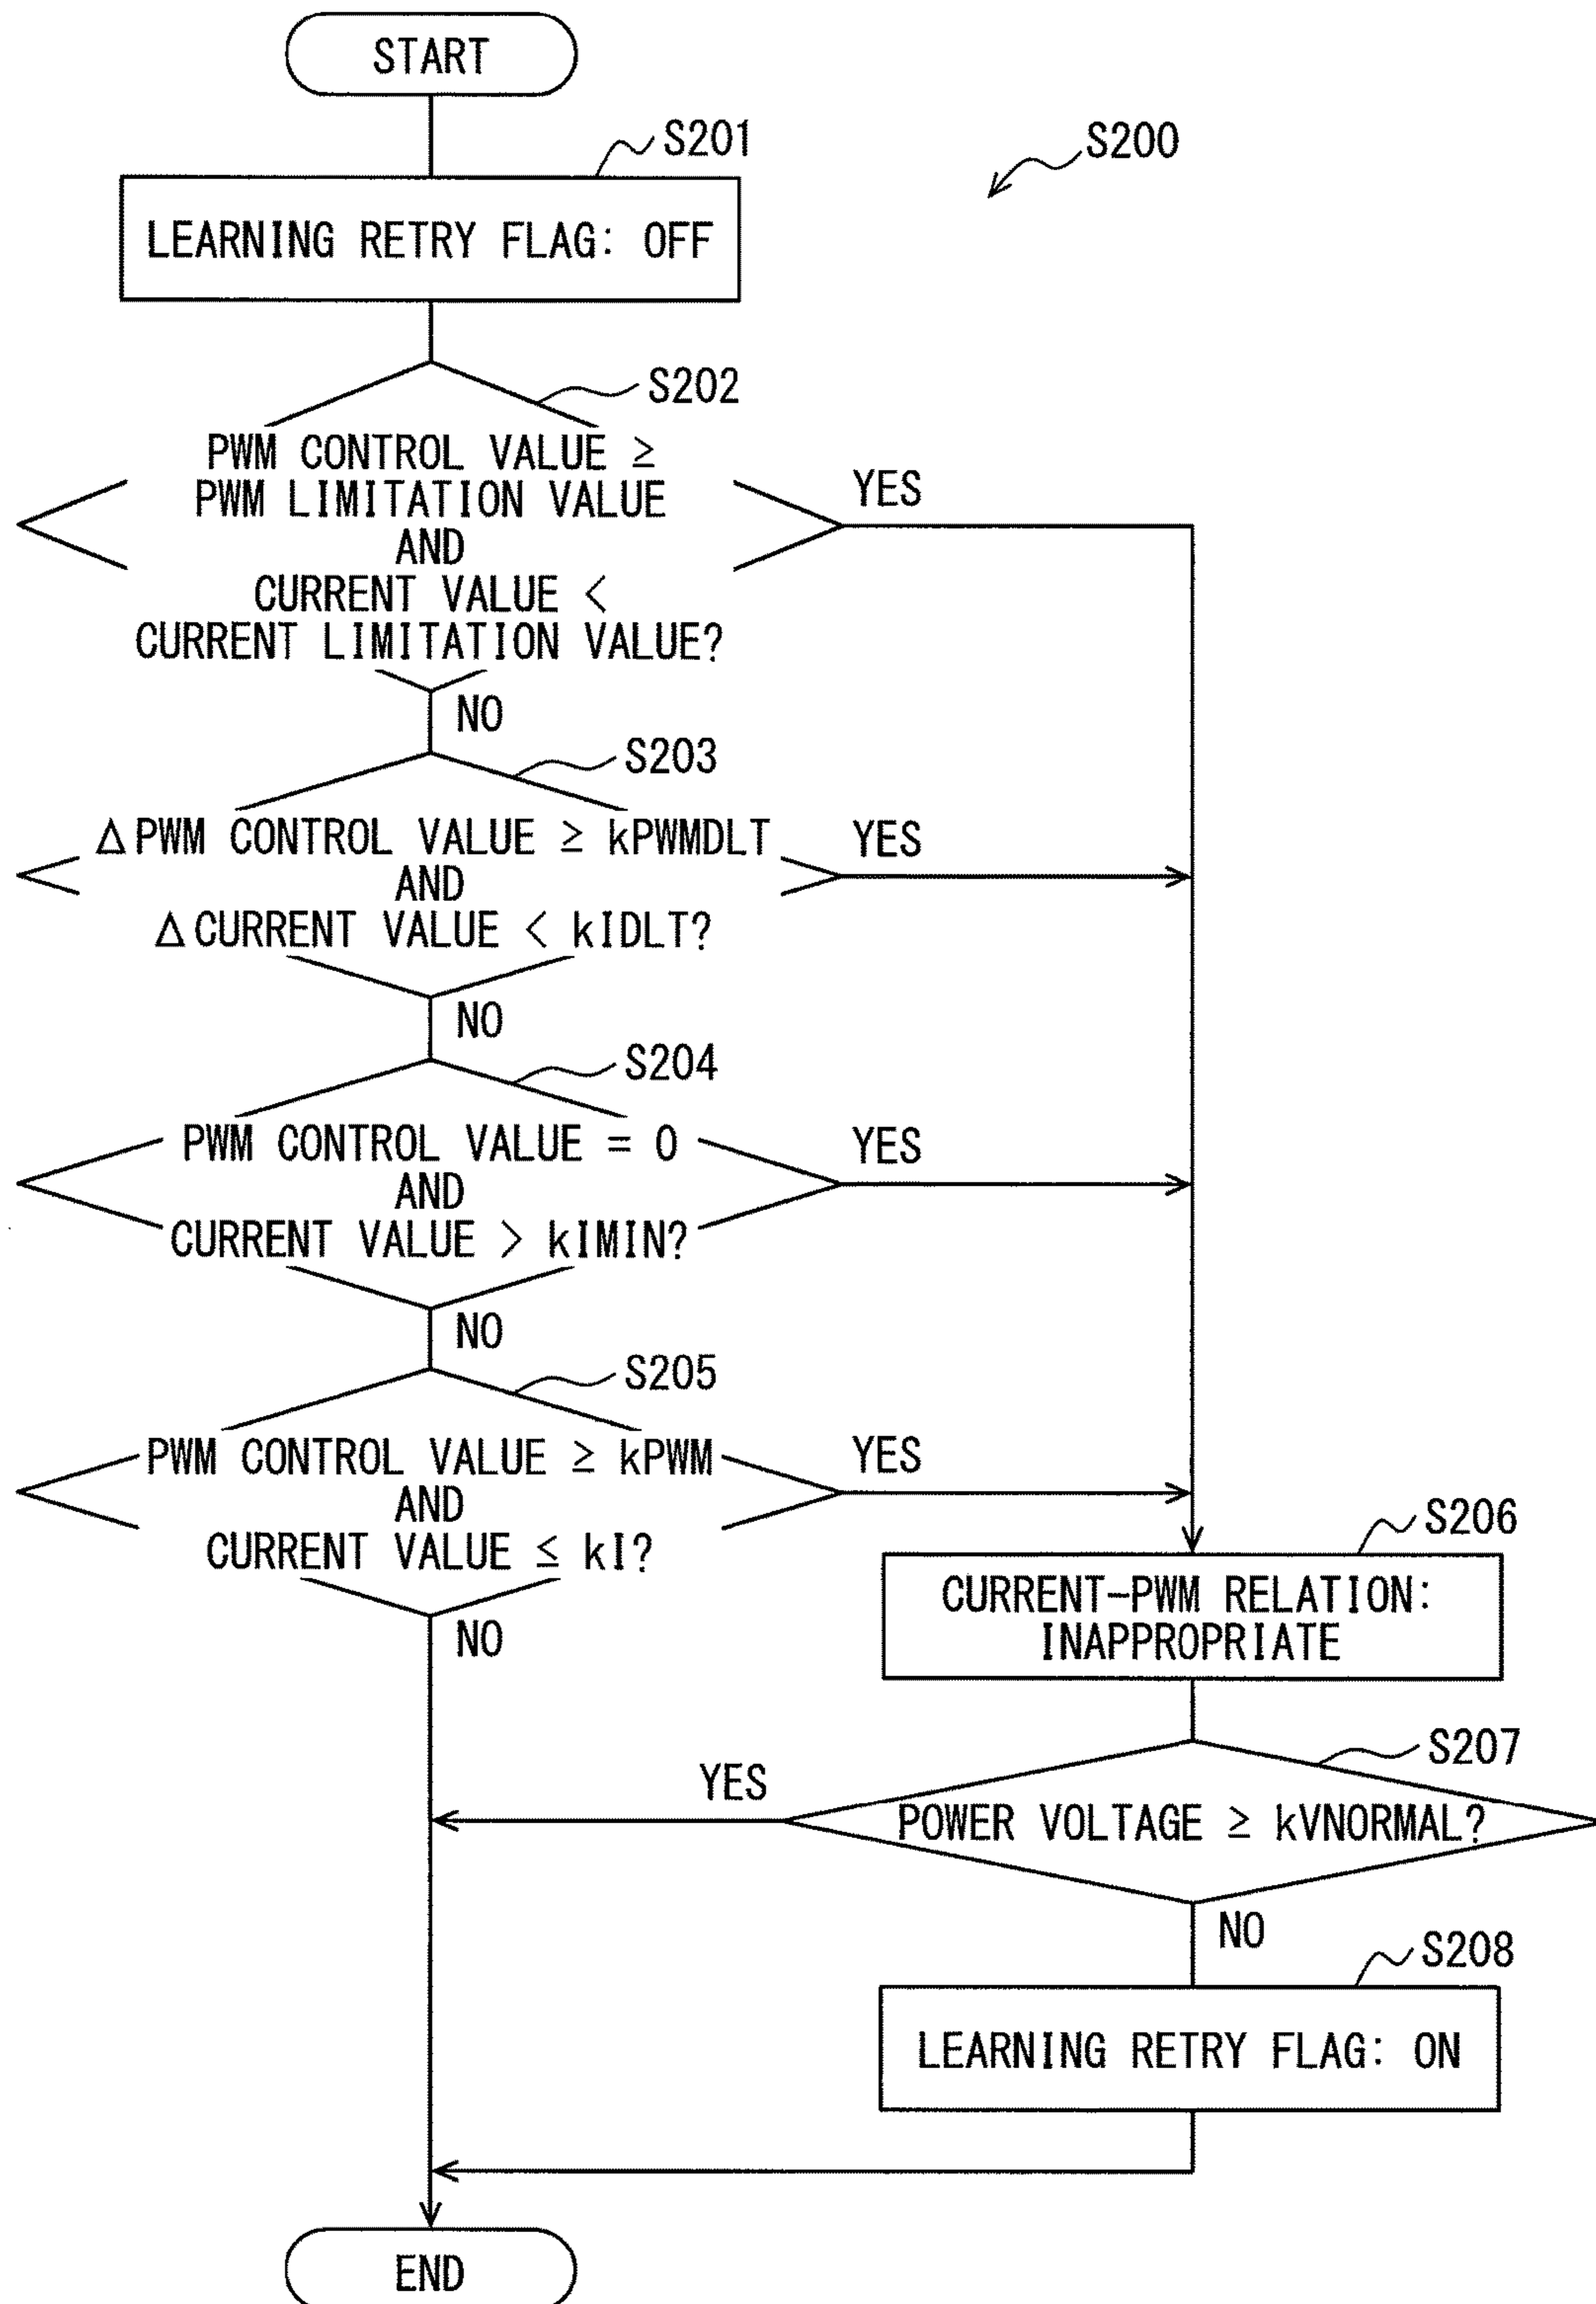 START
S201
S200
LEARNING RETRY FLAG: OFF
S202
PWM CONTROL VALUE ≥
PWM LIMITATION VALUE
AND
CURRENT VALUE <
CURRENT LIMITATION VALUE?
YES
NO
S203
Δ PWM CONTROL VALUE ≥ kPWMDLT
AND
Δ CURRENT VALUE < kIDLT?
YES
NO
S204
PWM CONTROL VALUE = 0
AND
CURRENT VALUE > kIMIN?
YES
NO
S205
PWM CONTROL VALUE ≥ kPWM
AND
CURRENT VALUE ≤ kI?
YES
NO
S206
CURRENT-PWM RELATION:
INAPPROPRIATE
S207
POWER VOLTAGE ≥ kVNORMAL?
YES
NO
S208
LEARNING RETRY FLAG: ON
END